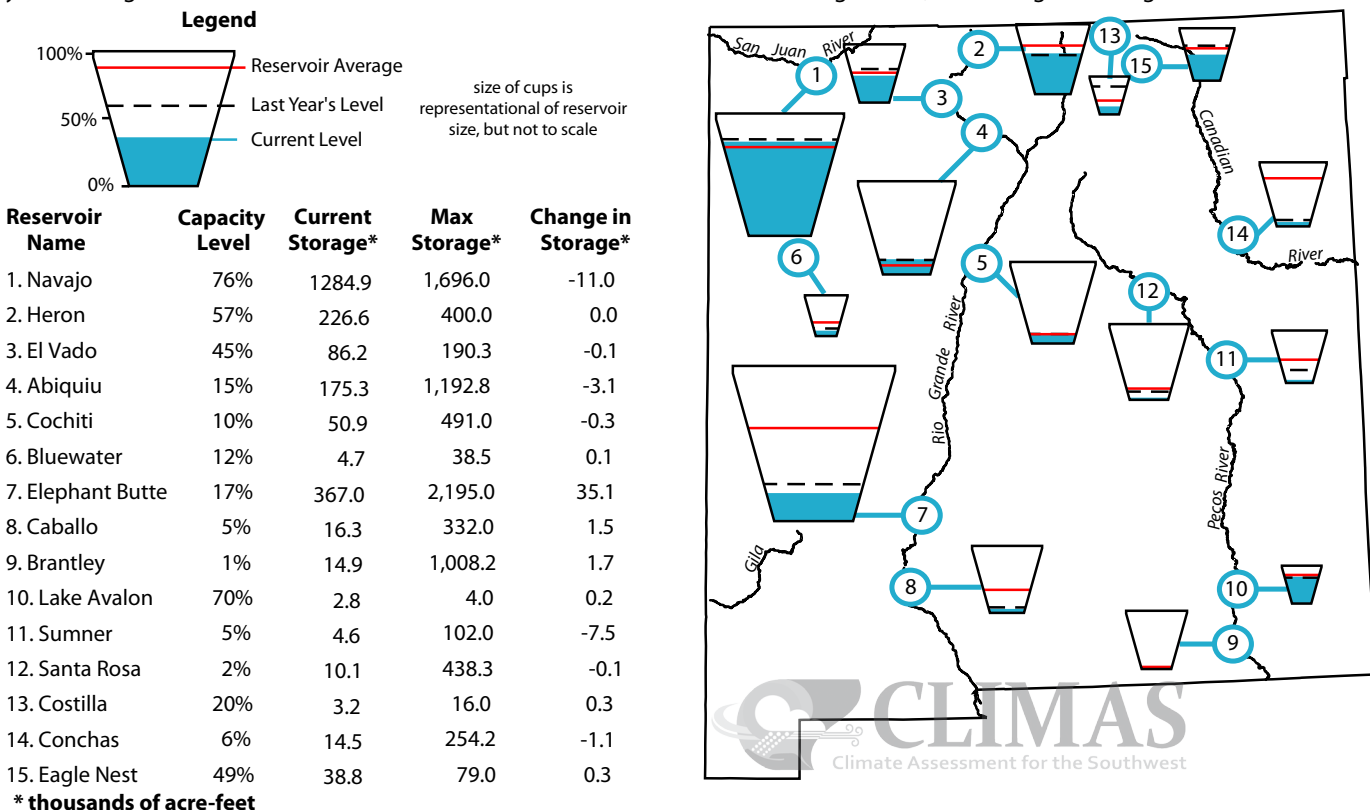 Legend
100%
50%
0%
Reservoir Average
Last Year's Level
Current Level
size of cups is
representational of reservoir
size, but not to scale
Reservoir Name Capacity Level Current Storage* Max Storage* Change in Storage*
1. Navajo 76% 1284.9 1,696.0 -11.0
2. Heron 57% 226.6 400.0 0.0
3. El Vado 45% 86.2 190.3 -0.1
4. Abiquiu 15% 175.3 1,192.8 -3.1
5. Cochiti 10% 50.9 491.0 -0.3
6. Bluewater 12% 4.7 38.5 0.1
7. Elephant Butte 17% 367.0 2,195.0 35.1
8. Caballo 5% 16.3 332.0 1.5
9. Brantley 1% 14.9 1,008.2 1.7
10. Lake Avalon 70% 2.8 4.0 0.2
11. Sumner 5% 4.6 102.0 -7.5
12. Santa Rosa 2% 10.1 438.3 -0.1
13. Costilla 20% 3.2 16.0 0.3
14. Conchas 6% 14.5 254.2 -1.1
15. Eagle Nest 49% 38.8 79.0 0.3
* thousands of acre-feet
San Juan River
1
2
13
15
3
4
Canadian
14
River
6
5
12
11
Rio Grande River
Pecos River
7
Gila
8
10
9
CLIMAS
Climate Assessment for the Southwest